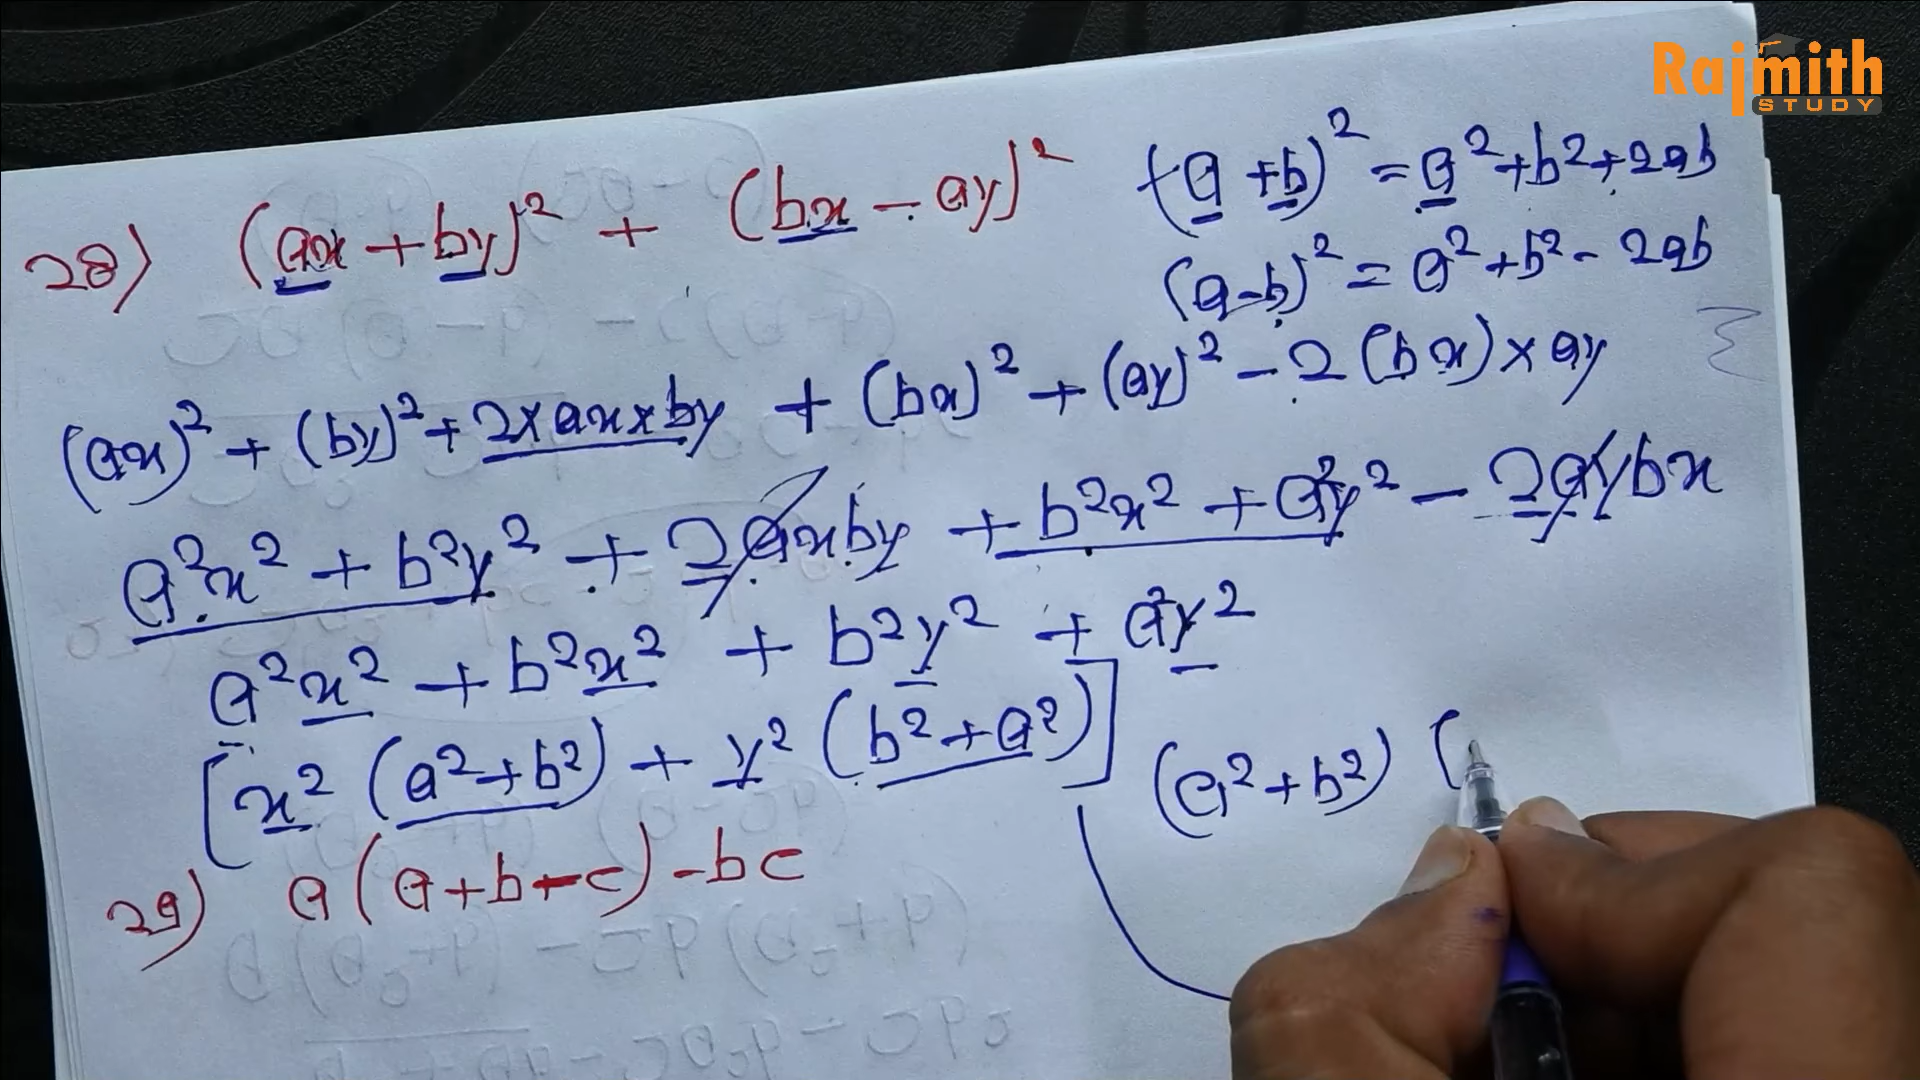 Rajmith
STUDY
28) (ax + by)² + (bx - ay)²
(a + b)² = a² + b² + 2ab
(a - b)² = a² + b² - 2ab
(ax)² + (by)² + 2×ax×by + (bx)² + (ay)² - 2(bx)×ay
a²x² + b²y² + 2axby + b²x² + a²y² - 2aybx
a²x² + b²x² + b²y² + a²y²
[x² (a² + b²) + y² (b² + a²)]
(a² + b²) (
29) a(a + b - c) - bc